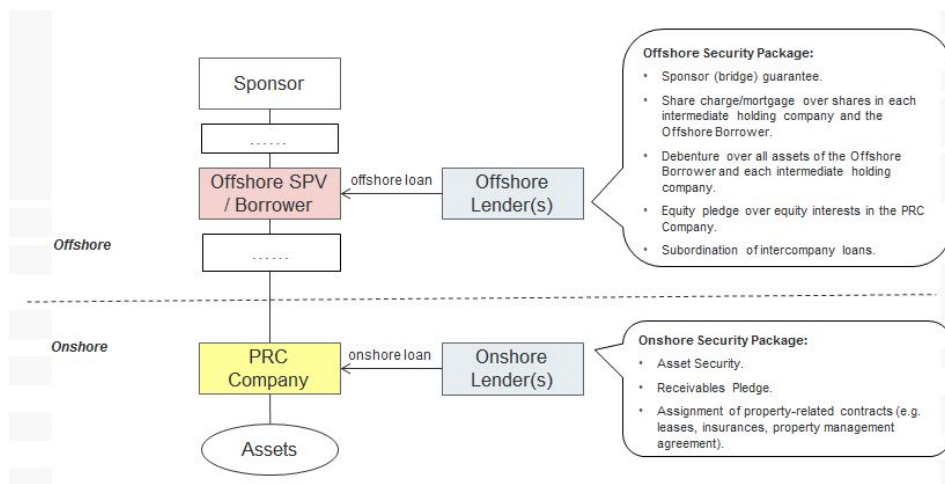 Sponsor
......
Offshore SPV
/ Borrower
offshore loan
Offshore
Lender(s)
......
Offshore
Onshore
PRC
Company
onshore loan
Onshore
Lender(s)
Assets
Offshore Security Package:
• Sponsor (bridge) guarantee.
• Share charge/mortgage over shares in each
intermediate holding company and the
Offshore Borrower.
• Debenture over all assets of the Offshore
Borrower and each intermediate holding
company.
• Equity pledge over equity interests in the PRC
Company.
• Subordination of intercompany loans.
Onshore Security Package:
• Asset Security.
• Receivables Pledge.
• Assignment of property-related contracts (e.g.
leases, insurances, property management
agreement).